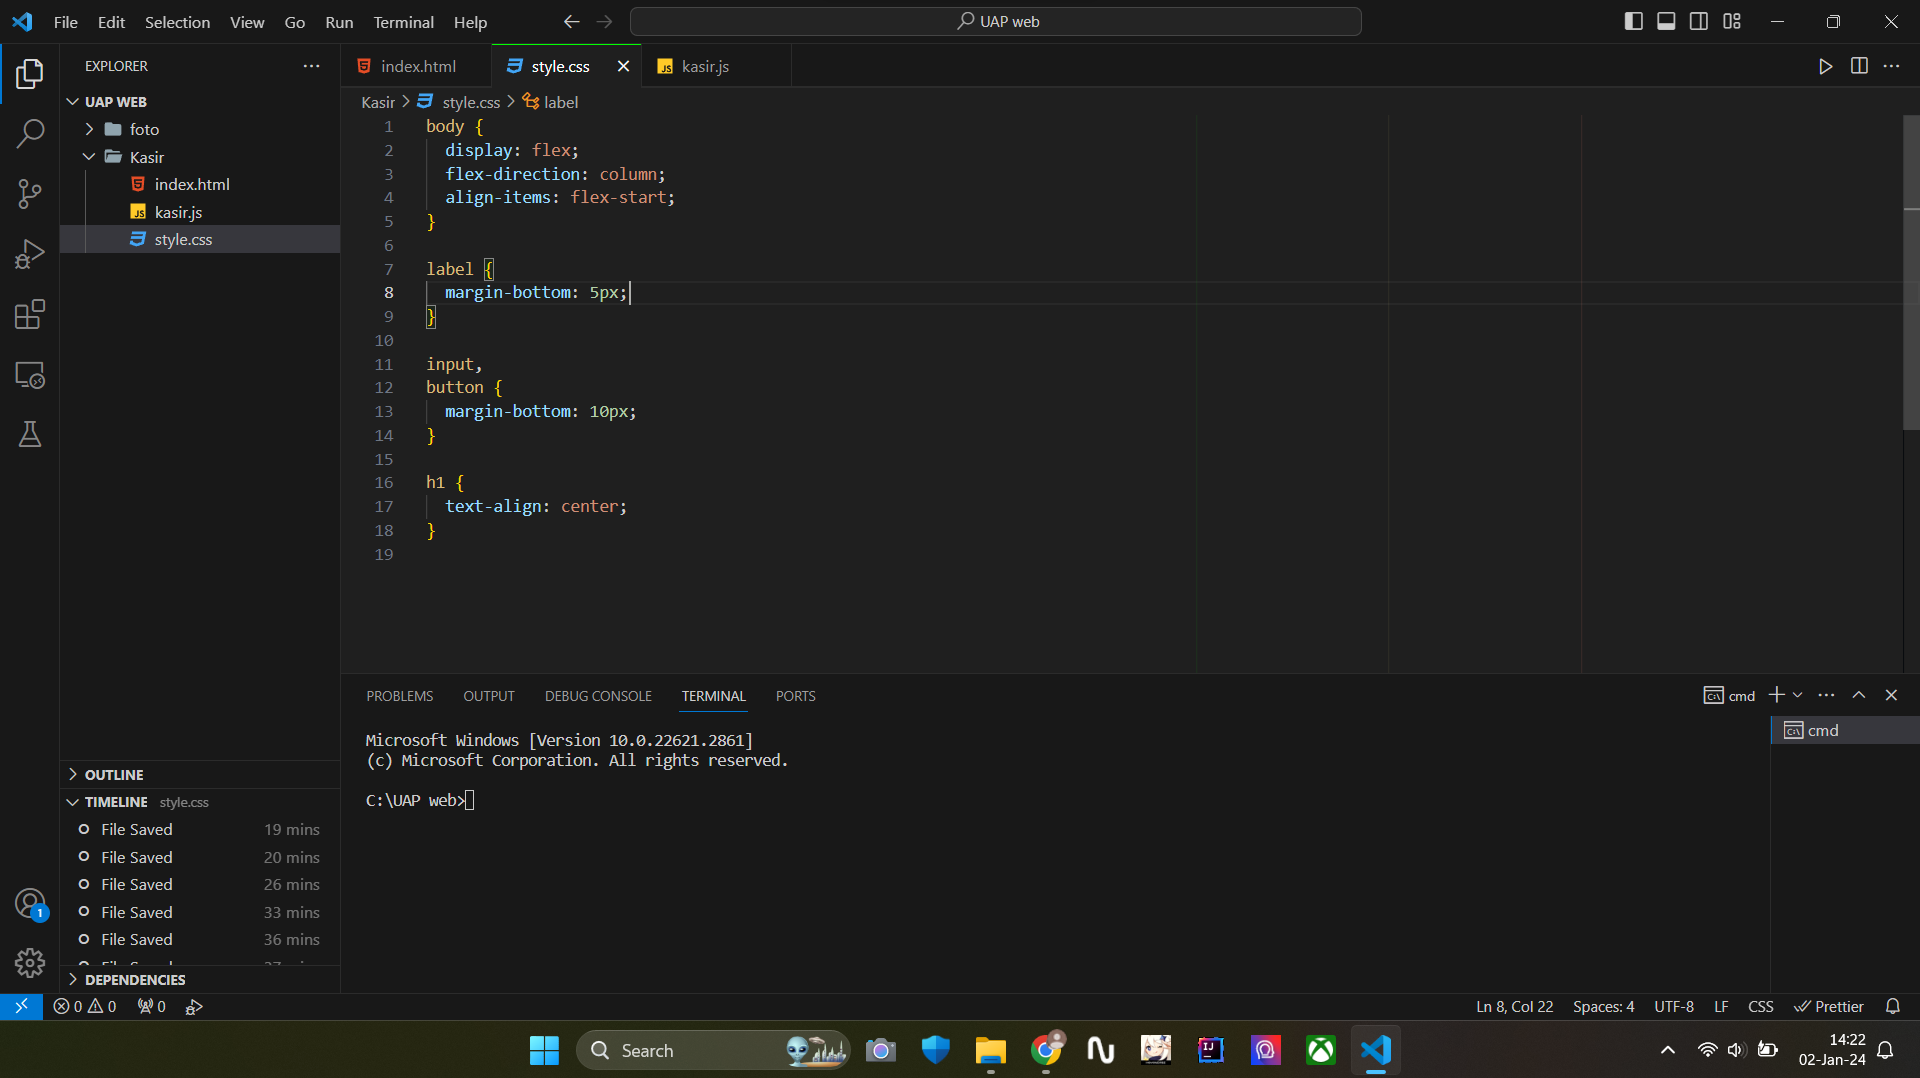 File Edit Selection View Go Run Terminal Help
UAP web
EXPLORER
UAP WEB
foto
Kasir
index.html
kasir.js
style.css
OUTLINE
TIMELINE style.css
File Saved 19 mins
File Saved 20 mins
File Saved 26 mins
File Saved 33 mins
File Saved 36 mins
DEPENDENCIES
index.html style.css kasir.js
Kasir > style.css > label
1 body {
2 display: flex;
3 flex-direction: column;
4 align-items: flex-start;
5 }
6
7 label {
8 margin-bottom: 5px;
9 }
10
11 input,
12 button {
13 margin-bottom: 10px;
14 }
15
16 h1 {
17 text-align: center;
18 }
19
PROBLEMS OUTPUT DEBUG CONSOLE TERMINAL PORTS
cmd
cmd
Microsoft Windows [Version 10.0.22621.2861]
(c) Microsoft Corporation. All rights reserved.
C:\UAP web>
1
0 0 0
Ln 8, Col 22 Spaces: 4 UTF-8 LF CSS Prettier
Search
14:22
02-Jan-24